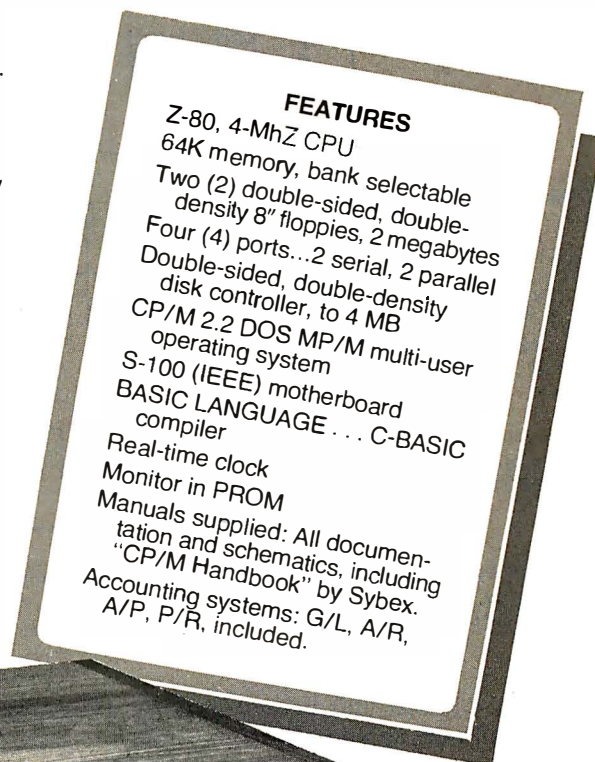 FEATURES
Z-80, 4-MhZ CPU
64K memory, bank selectable
Two (2) double-sided, double-
density 8″ floppies, 2 megabytes
Four (4) ports...2 serial, 2 parallel
Double-sided, double-density
disk controller, to 4 MB
CP/M 2.2 DOS MP/M multi-user
operating system
S-100 (IEEE) motherboard
BASIC LANGUAGE . . . C-BASIC
compiler
Real-time clock
Monitor in PROM
Manuals supplied: All documen-
tation and schematics, including
“CP/M Handbook” by Sybex.
Accounting systems: G/L, A/R,
A/P, P/R, included.